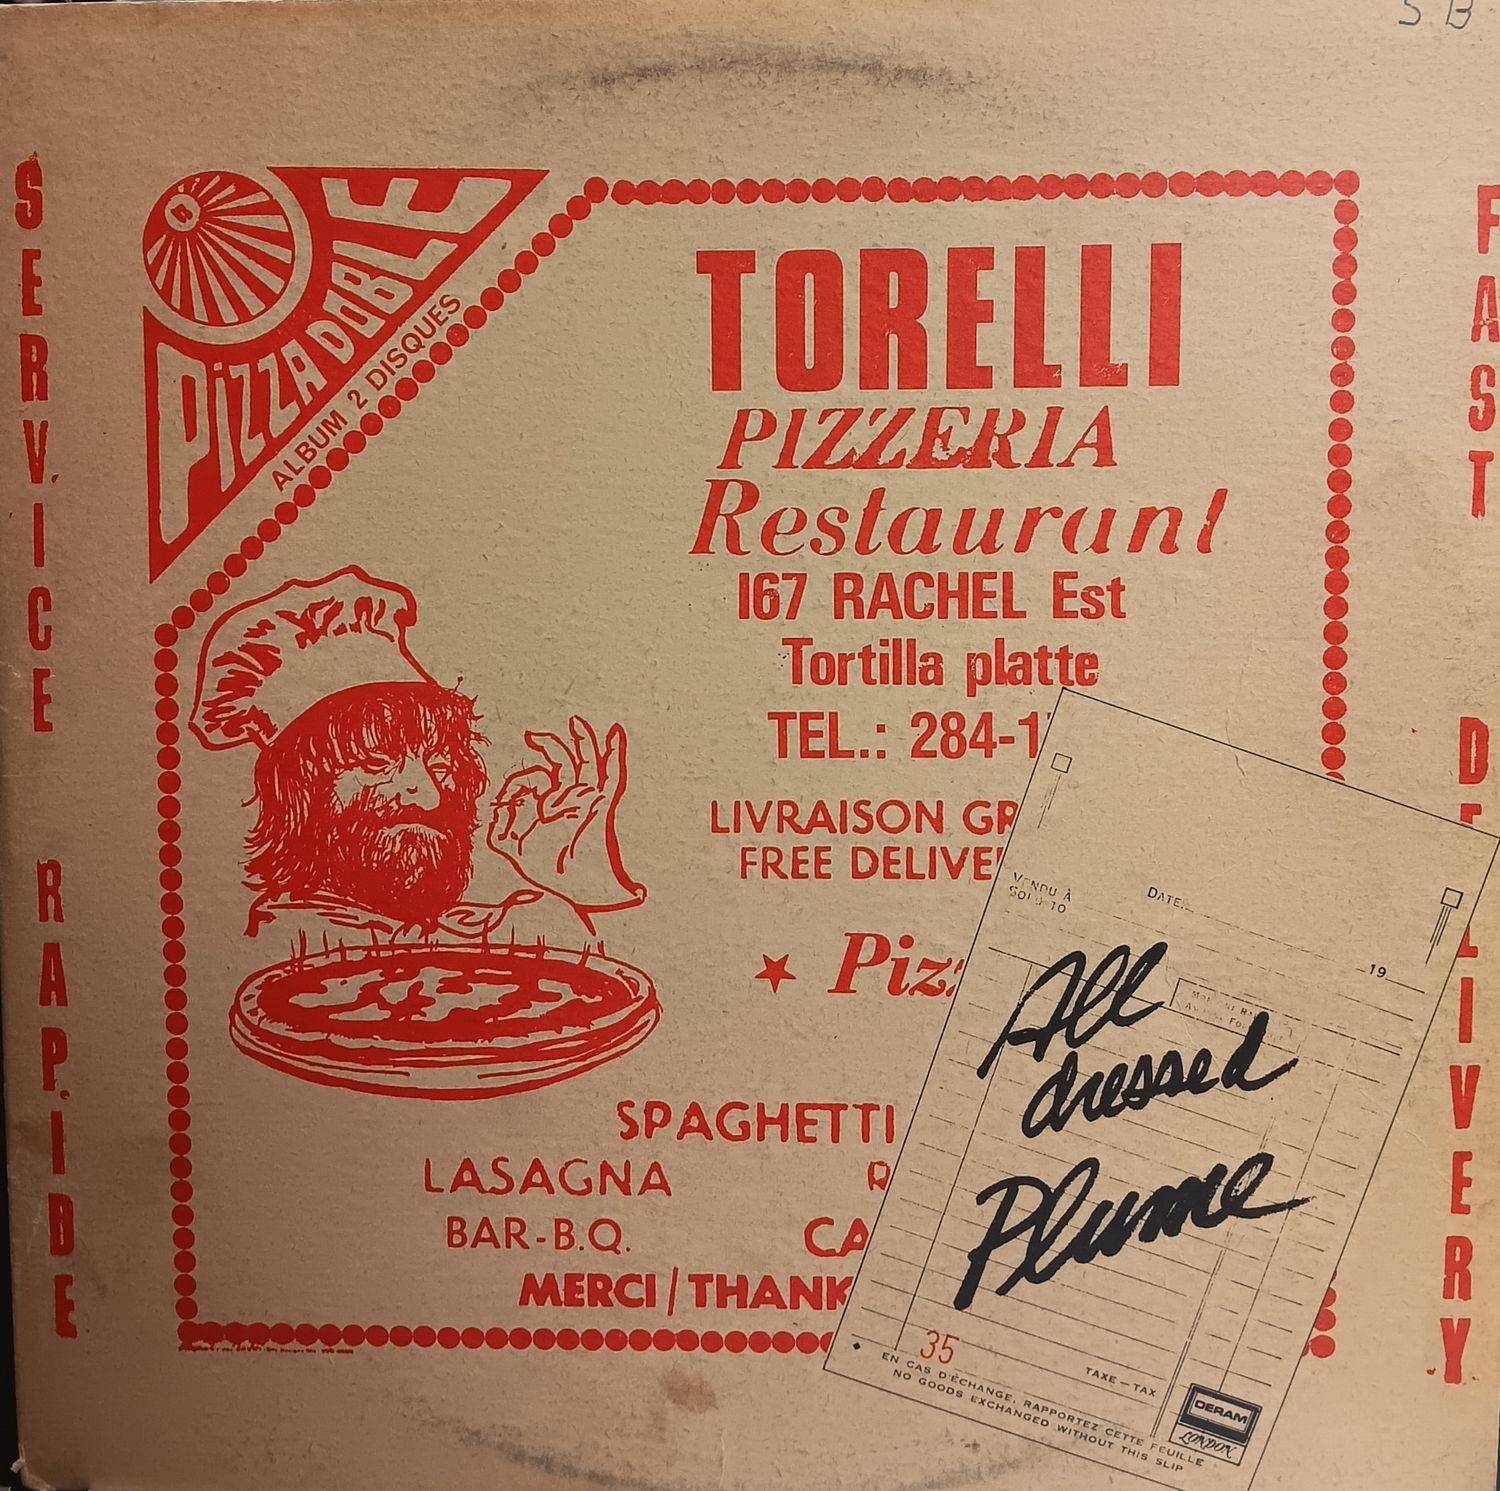 S B
SERVICE RAPIDE
PIZZA DOBLE
ALBUM 2 DISQUES
TORELLI
PIZZERIA
Restaurant
167 RACHEL Est
Tortilla platte
TEL.: 284-1
LIVRAISON GR
FREE DELIVE
★ Piz
SPAGHETTI
LASAGNA R
BAR-B.Q. CA
MERCI/THANK
FAST DELIVERY
VENDU À
SOLD TO
DATE
19
All
dressed
Plume
35
TAXE-TAX
EN CAS D'ÉCHANGE, RAPPORTEZ CETTE FEUILLE
NO GOODS EXCHANGED WITHOUT THIS SLIP
DERAM
LONDON